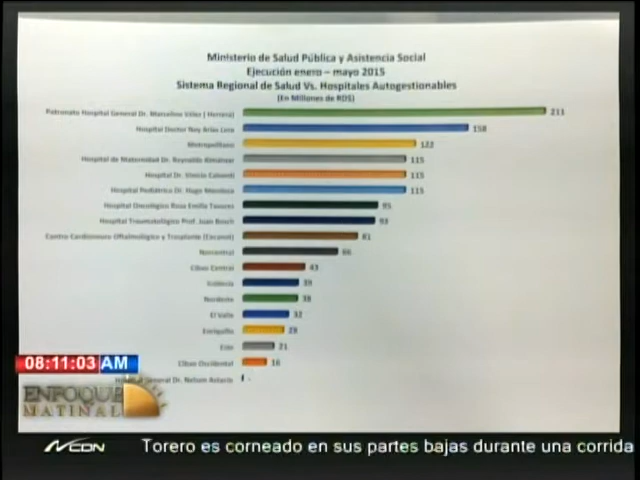 Ministerio de Salud Pública y Asistencia Social
Ejecución enero – mayo 2015
Sistema Regional de Salud Vs. Hospitales Autogestionables
(En Millones de RD$)
Patronato Hospital General Dr. Marcelino Vélez (Herrera) 211
Hospital Doctor Ney Arias Lora 158
Metropolitano 122
Hospital de Maternidad Dr. Reynaldo Almánzar 115
Hospital Dr. Vinicio Calventi 115
Hospital Pediátrico Dr. Hugo Mendoza 115
Hospital Oncológico Rosa Emilia Tavares 95
Hospital Traumatológico Prof. Juan Bosch 93
Centro Cardioneuro Oftalmológico y Trasplante (Cecanot) 81
Norcentral 66
Cibao Central 43
Valdesia 39
Nordeste 38
El Valle 32
Enriquillo 29
Este 21
Cibao Occidental 16
General Dr. Nelson Astacio -
08:11:03 AM
ENFOQUE
MATINAL
CDN
Torero es corneado en sus partes bajas durante una corrida